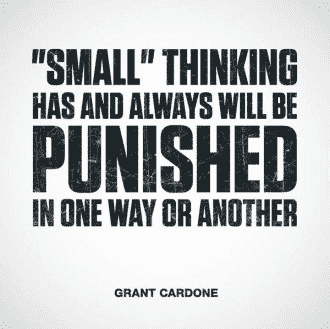 "SMALL" THINKING
HAS AND ALWAYS WILL BE
PUNISHED
IN ONE WAY OR ANOTHER
GRANT CARDONE